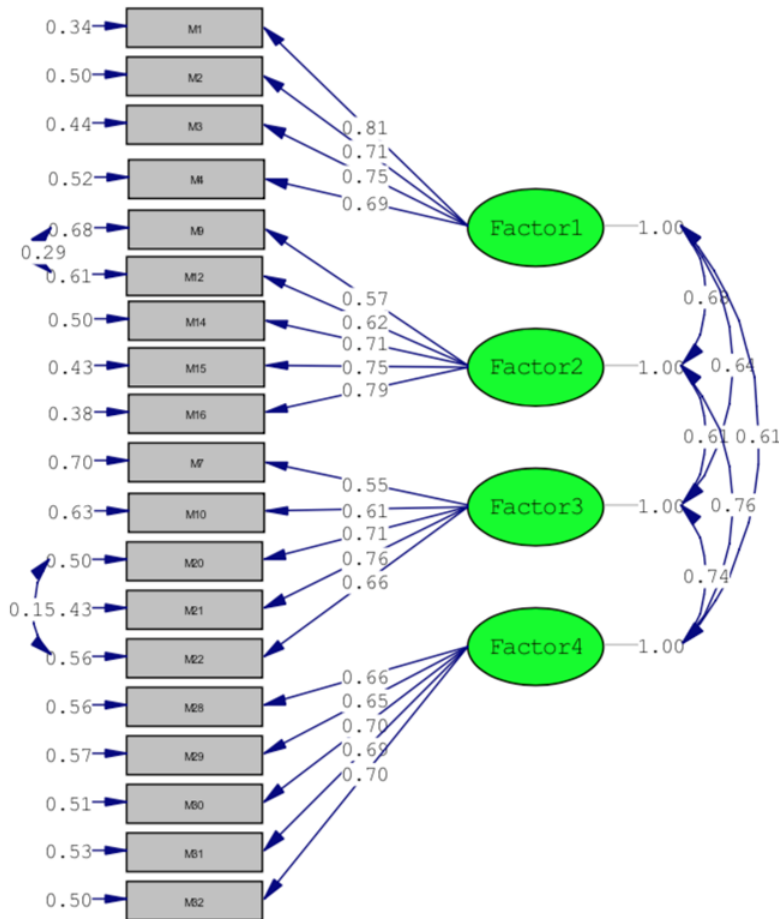 0.34 M1
0.50 M2
0.44 M3
0.81
0.71
0.75
0.52 M4
0.69
0.68 M9
Factor1 1.00
0.29
0.61 M12
0.57
0.68
0.50 M14
0.62
0.71
0.43 M15
0.75
Factor2 1.00
0.64
0.38 M16
0.79
0.61
0.61
0.70 M7
0.55
0.63 M10
0.61
Factor3 1.00
0.76
0.71
0.50 M20
0.76
0.66
0.74
0.15 .43 M21
0.56 M22
Factor4 1.00
0.66
0.56 M28
0.65
0.70
0.57 M29
0.69
0.70
0.51 M30
0.53 M31
0.50 M32